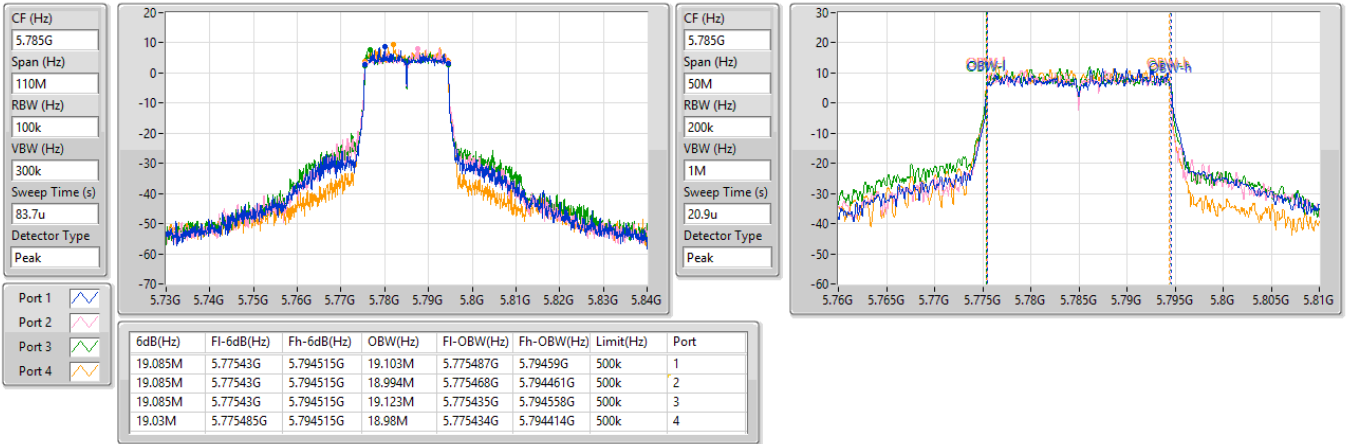 CF (Hz)
5.785G
Span (Hz)
110M
RBW (Hz)
100k
VBW (Hz)
300k
Sweep Time (s)
83.7u
Detector Type
Peak
20
10
0
-10
-20
-30
-40
-50
-60
-70
5.73G 5.74G 5.75G 5.76G 5.77G 5.78G 5.79G 5.8G 5.81G 5.82G 5.83G 5.84G
CF (Hz)
5.785G
Span (Hz)
50M
RBW (Hz)
200k
VBW (Hz)
1M
Sweep Time (s)
20.9u
Detector Type
Peak
30
20
10
0
-10
-20
-30
-40
-50
-60
OBW-l OBW-h
5.76G 5.765G 5.77G 5.775G 5.78G 5.785G 5.79G 5.795G 5.8G 5.805G 5.81G
Port 1
Port 2
Port 3
Port 4
6dB(Hz) Fl-6dB(Hz) Fh-6dB(Hz) OBW(Hz) Fl-OBW(Hz) Fh-OBW(Hz) Limit(Hz) Port
19.085M 5.77543G 5.794515G 19.103M 5.775487G 5.79459G 500k 1
19.085M 5.77543G 5.794515G 18.994M 5.775468G 5.794461G 500k 2
19.085M 5.77543G 5.794515G 19.123M 5.775435G 5.794558G 500k 3
19.03M 5.775485G 5.794515G 18.98M 5.775434G 5.794414G 500k 4